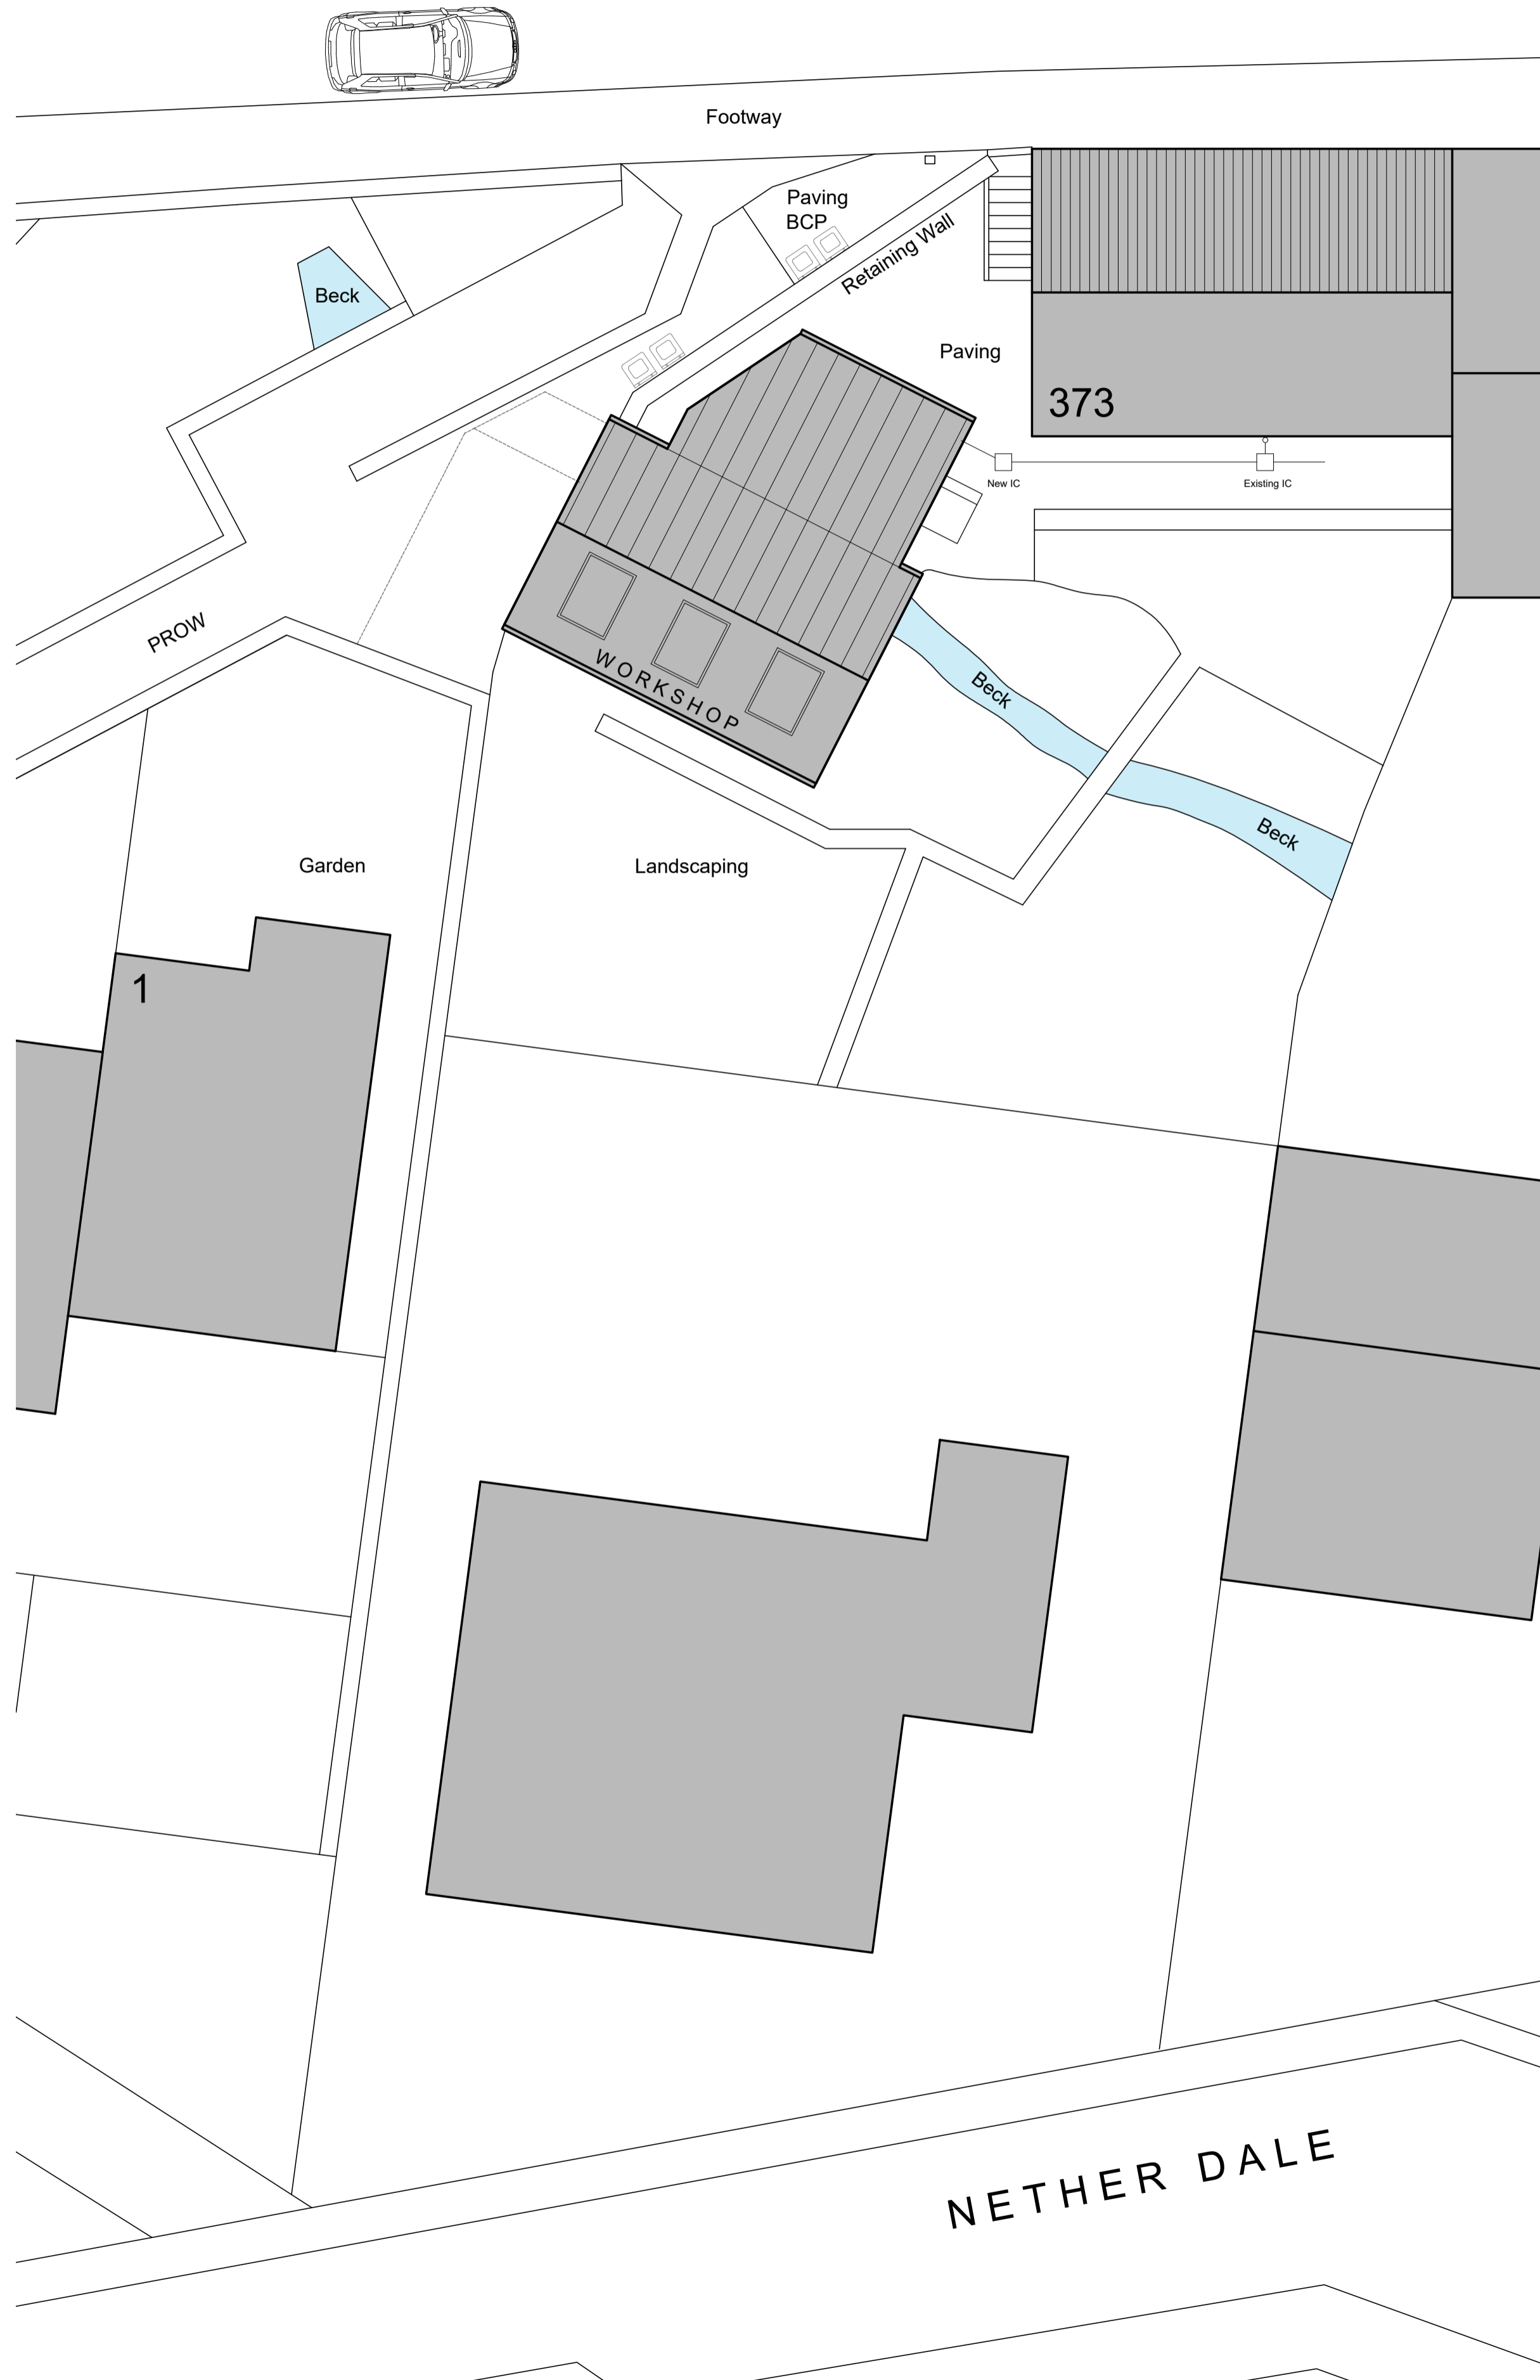 Footway
Paving
BCP
Retaining Wall
Beck
Paving
373
New IC
Existing IC
PROW
WORKSHOP
Beck
Beck
Garden
Landscaping
1
NETHER DALE